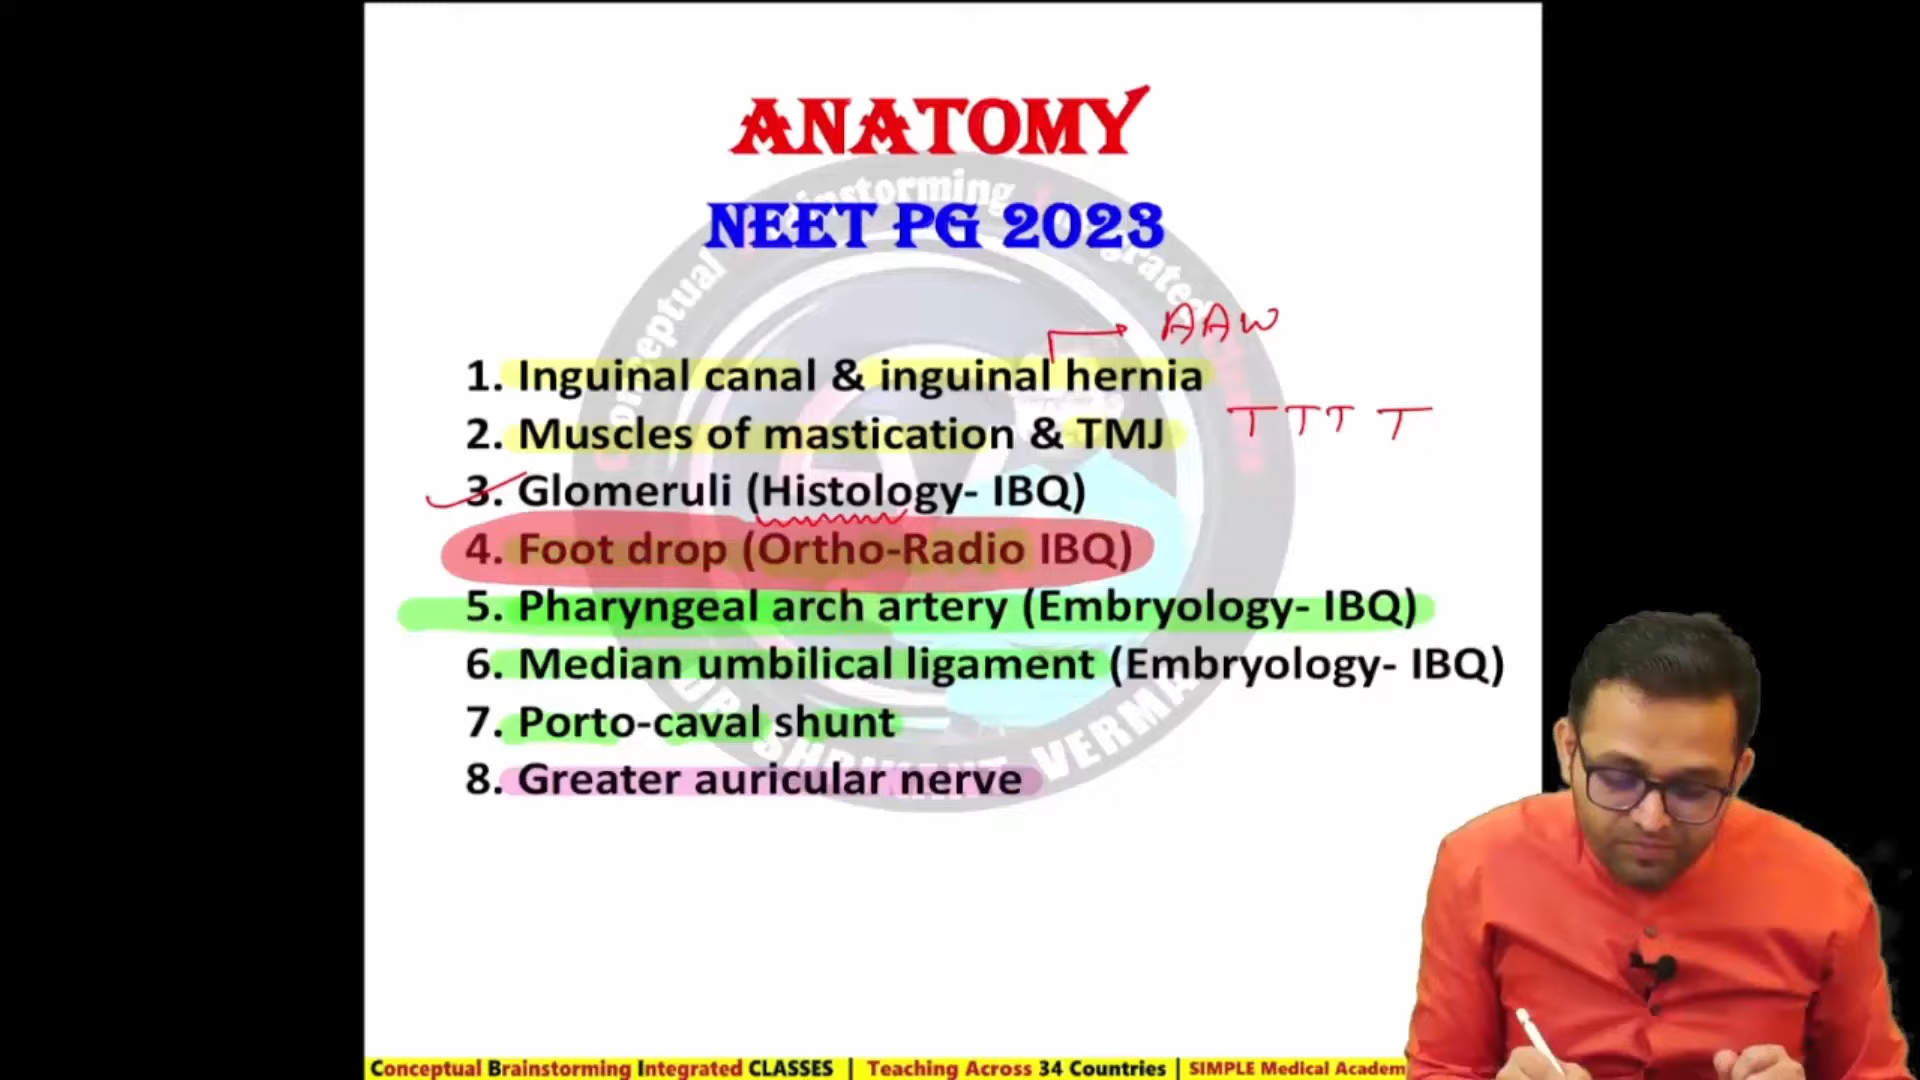 ANATOMY
NEET PG 2023
AAW
1. Inguinal canal & inguinal hernia
TTT T
2. Muscles of mastication & TMJ
3. Glomeruli (Histology- IBQ)
4. Foot drop (Ortho-Radio IBQ)
5. Pharyngeal arch artery (Embryology- IBQ)
6. Median umbilical ligament (Embryology- IBQ)
7. Porto-caval shunt
8. Greater auricular nerve
Conceptual Brainstorming Integrated CLASSES | Teaching Across 34 Countries | SIMPLE Medical Academ